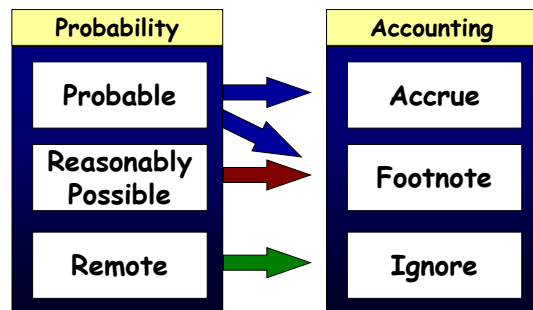 Probability
Accounting
Probable
Accrue
Reasonably
Possible
Footnote
Remote
Ignore